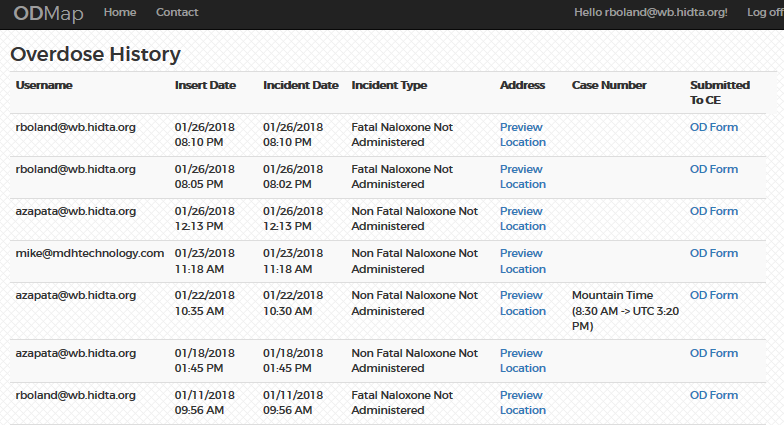 ODMap Home Contact Hello rboland@wb.hidta.org! Log off
Overdose History
Username Insert Date Incident Date Incident Type Address Case Number Submitted
To CE
rboland@wb.hidta.org 01/26/2018 01/26/2018 Fatal Naloxone Not Preview OD Form
08:10 PM 08:10 PM Administered Location
rboland@wb.hidta.org 01/26/2018 01/26/2018 Fatal Naloxone Not Preview OD Form
08:05 PM 08:02 PM Administered Location
azapata@wb.hidta.org 01/26/2018 01/26/2018 Non Fatal Naloxone Not Preview OD Form
12:13 PM 12:13 PM Administered Location
mike@mdhtechnology.com 01/23/2018 01/23/2018 Non Fatal Naloxone Not Preview OD Form
11:18 AM 11:18 AM Administered Location
azapata@wb.hidta.org 01/22/2018 01/22/2018 Non Fatal Naloxone Not Preview Mountain Time OD Form
10:35 AM 10:30 AM Administered Location (8:30 AM -> UTC 3:20
PM)
azapata@wb.hidta.org 01/18/2018 01/18/2018 Non Fatal Naloxone Not Preview OD Form
01:45 PM 01:45 PM Administered Location
rboland@wb.hidta.org 01/11/2018 01/11/2018 Fatal Naloxone Not Preview OD Form
09:56 AM 09:56 AM Administered Location